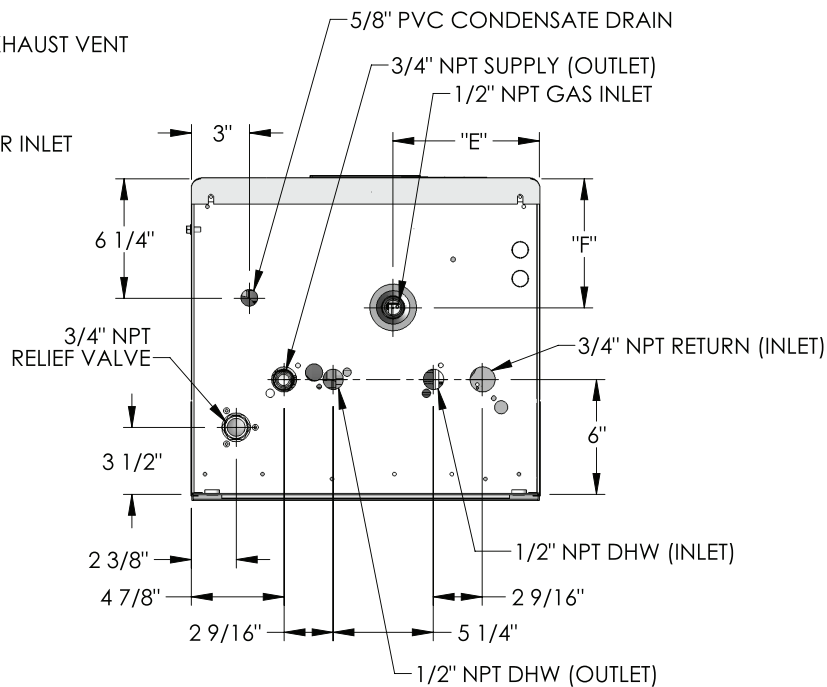 5/8" PVC CONDENSATE DRAIN
EXHAUST VENT
3/4" NPT SUPPLY (OUTLET)
1/2" NPT GAS INLET
3"
"E"
R INLET
6 1/4"
"F"
3/4" NPT
RELIEF VALVE
3/4" NPT RETURN (INLET)
6"
3 1/2"
1/2" NPT DHW (INLET)
2 3/8"
4 7/8"
2 9/16"
2 9/16"
5 1/4"
1/2" NPT DHW (OUTLET)